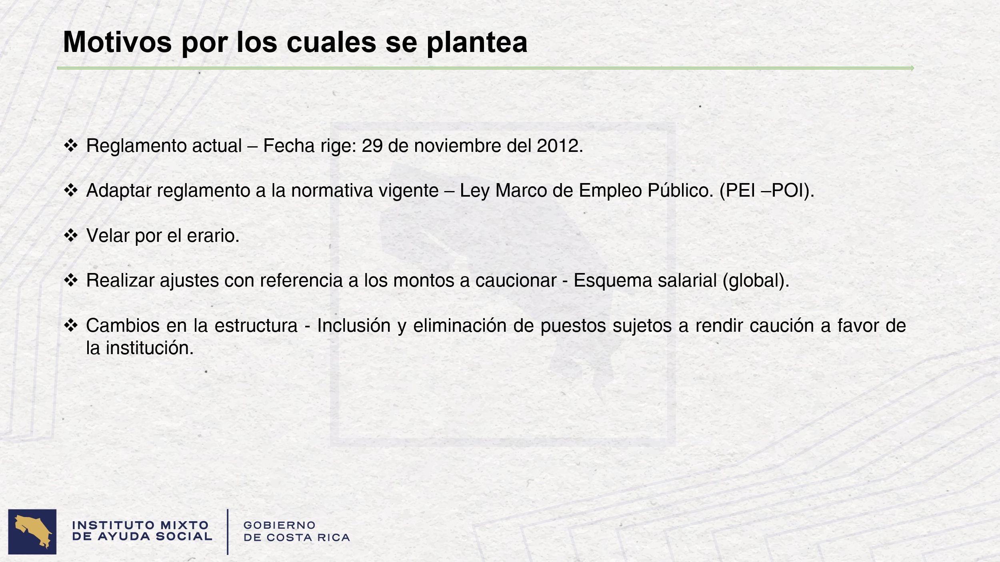 Motivos por los cuales se plantea
❖ Reglamento actual – Fecha rige: 29 de noviembre del 2012.
❖ Adaptar reglamento a la normativa vigente – Ley Marco de Empleo Público. (PEI –POI).
❖ Velar por el erario.
❖ Realizar ajustes con referencia a los montos a caucionar - Esquema salarial (global).
❖ Cambios en la estructura - Inclusión y eliminación de puestos sujetos a rendir caución a favor de
la institución.
INSTITUTO MIXTO
DE AYUDA SOCIAL
GOBIERNO
DE COSTA RICA